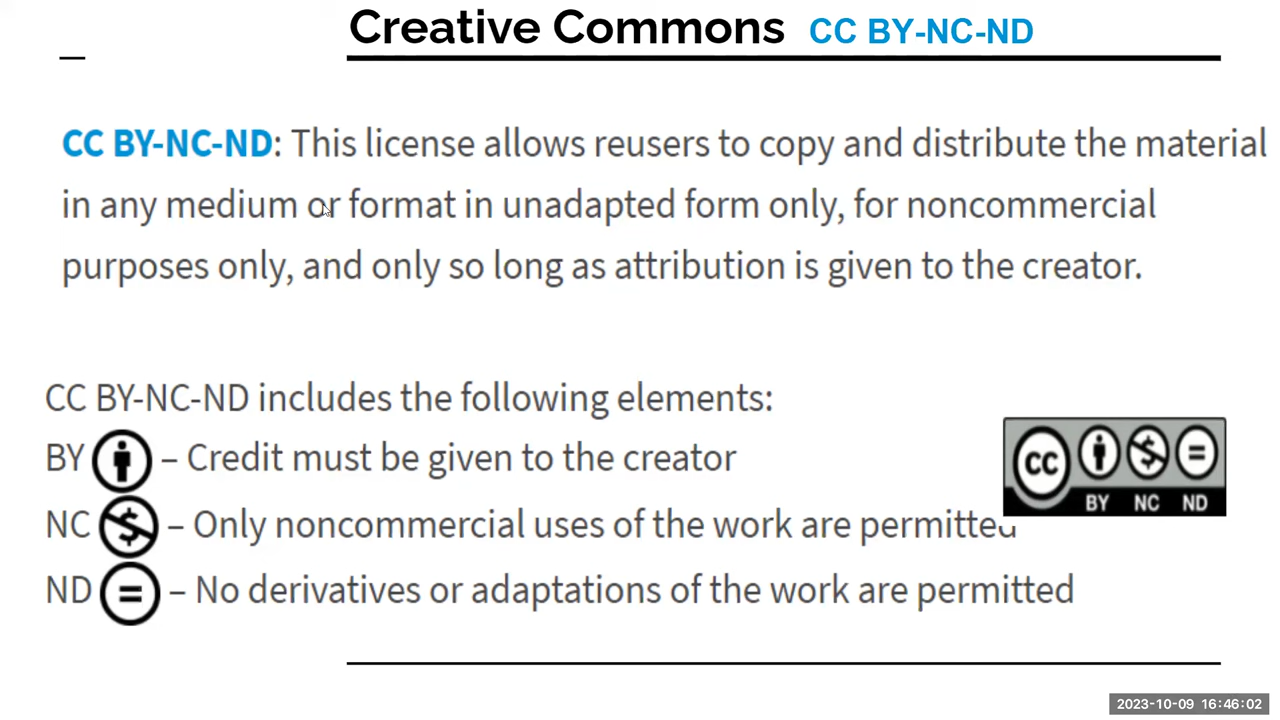 Creative Commons CC BY-NC-ND
CC BY-NC-ND: This license allows reusers to copy and distribute the material
in any medium or format in unadapted form only, for noncommercial
purposes only, and only so long as attribution is given to the creator.
CC BY-NC-ND includes the following elements:
BY – Credit must be given to the creator
NC $ – Only noncommercial uses of the work are permitted
ND = – No derivatives or adaptations of the work are permitted
CC $ =
BY NC ND
2023-10-09 16:46:02